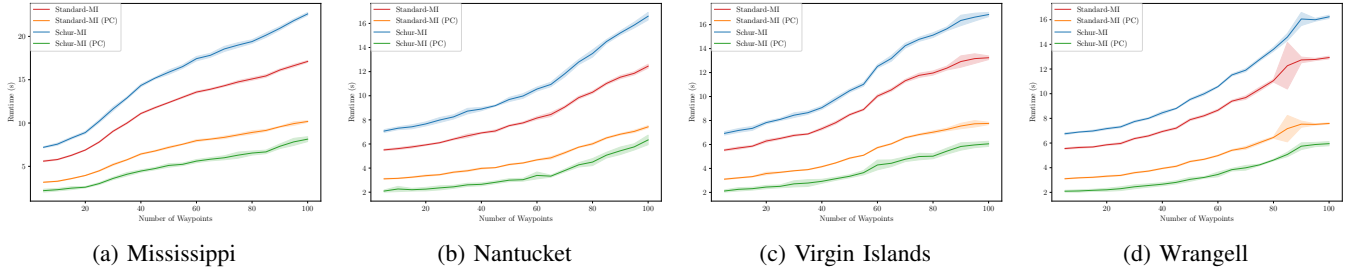 Standard-MI
Standard-MI (PC)
Schur-MI
Schur-MI (PC)
Runtime (s)
20
15
10
5
20
40
60
80
100
Number of Waypoints
(a) Mississippi
Standard-MI
Standard-MI (PC)
Schur-MI
Schur-MI (PC)
Runtime (s)
16
14
12
10
8
6
4
2
20
40
60
80
100
Number of Waypoints
(b) Nantucket
Standard-MI
Standard-MI (PC)
Schur-MI
Schur-MI (PC)
Runtime (s)
16
14
12
10
8
6
4
2
20
40
60
80
100
Number of Waypoints
(c) Virgin Islands
Standard-MI
Standard-MI (PC)
Schur-MI
Schur-MI (PC)
Runtime (s)
16
14
12
10
8
6
4
2
20
40
60
80
100
Number of Waypoints
(d) Wrangell